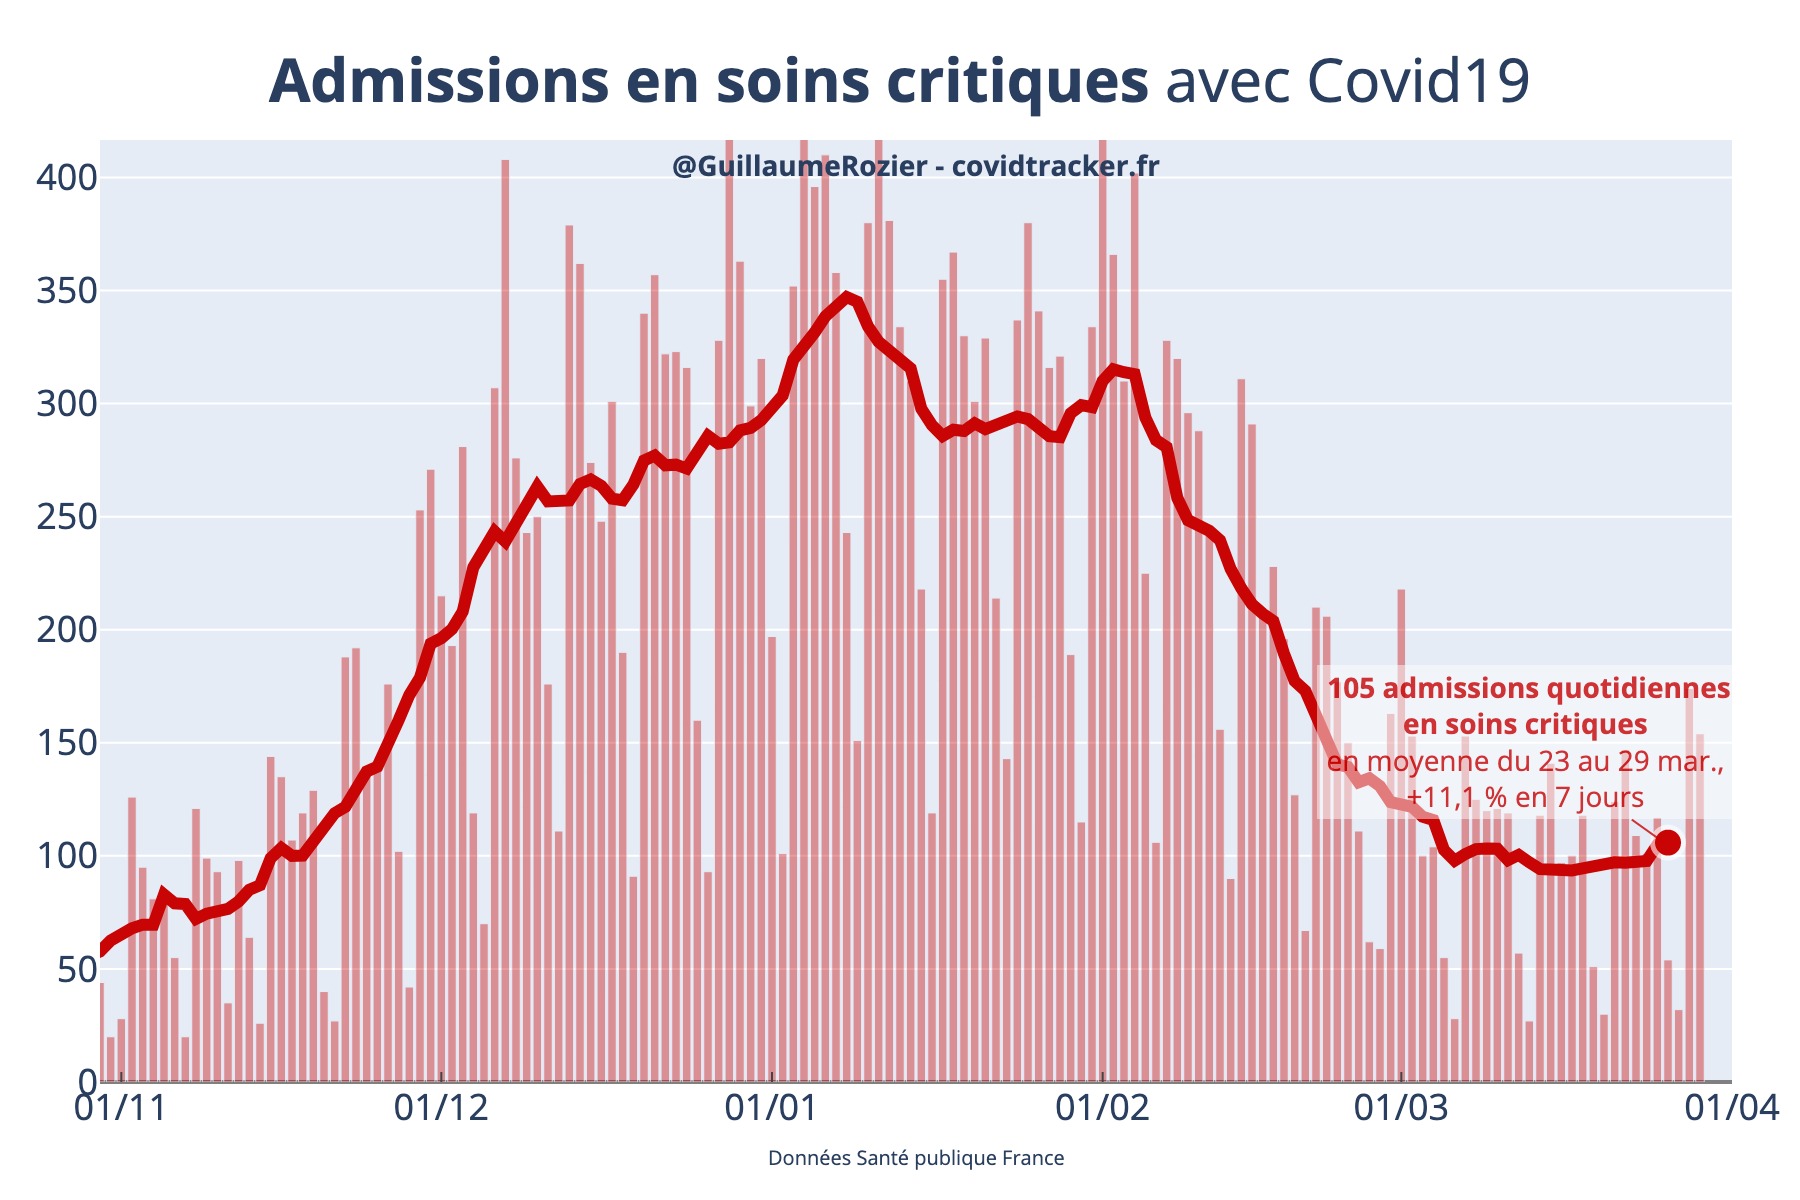 Admissions en soins critiques avec Covid19
@GuillaumeRozier - covidtracker.fr
400
350
300
250
200
150
100
50
0
105 admissions quotidiennes
en soins critiques
en moyenne du 23 au 29 mar.,
+11,1 % en 7 jours
01/11 01/12 01/01 01/02 01/03 01/04
Données Santé publique France